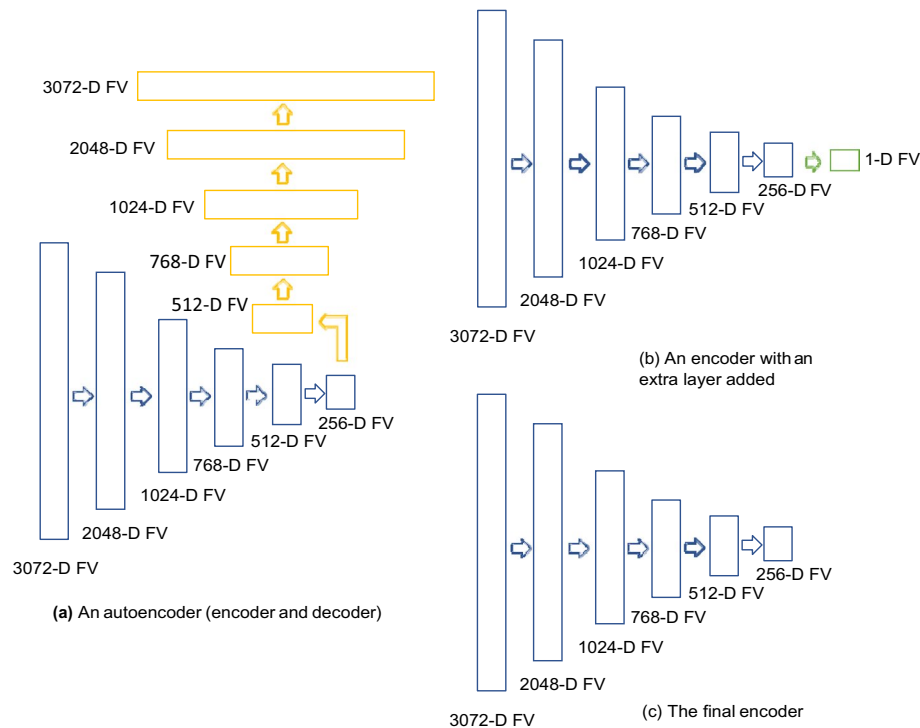 3072-D FV
2048-D FV
1024-D FV
768-D FV
512-D FV
256-D FV
512-D FV
768-D FV
1024-D FV
2048-D FV
3072-D FV
(a) An autoencoder (encoder and decoder)
1-D FV
256-D FV
512-D FV
768-D FV
1024-D FV
2048-D FV
3072-D FV
(b) An encoder with an
extra layer added
256-D FV
512-D FV
768-D FV
1024-D FV
2048-D FV
3072-D FV
(c) The final encoder